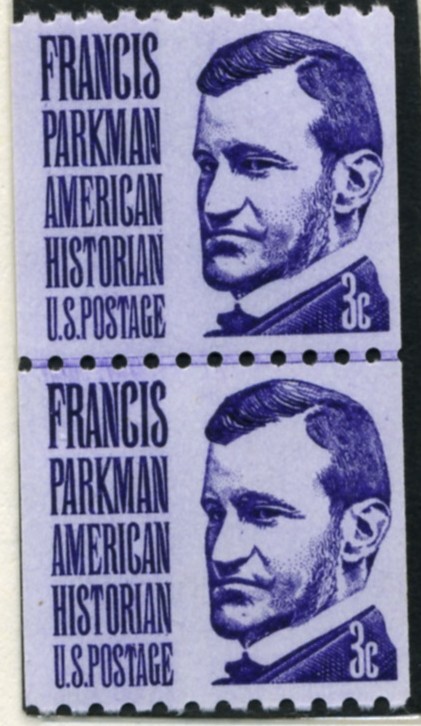 FRANCIS
PARKMAN
AMERICAN
HISTORIAN
U.S.POSTAGE
3c
FRANCIS
PARKMAN
AMERICAN
HISTORIAN
U.S.POSTAGE
3c